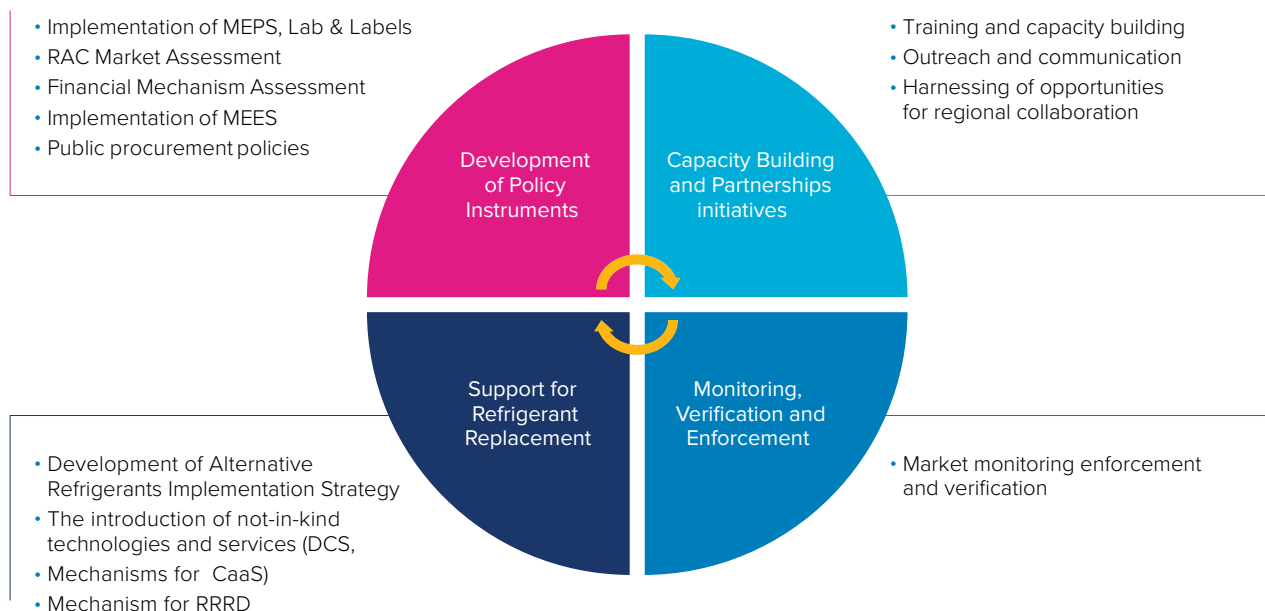 • Implementation of MEPS, Lab & Labels
• RAC Market Assessment
• Financial Mechanism Assessment
• Implementation of MEES
• Public procurement policies
• Training and capacity building
• Outreach and communication
• Harnessing of opportunities
for regional collaboration
Development
of Policy
Instruments
Capacity Building
and Partnerships
initiatives
Support for
Refrigerant
Replacement
Monitoring,
Verification and
Enforcement
• Development of Alternative
Refrigerants Implementation Strategy
• The introduction of not-in-kind
technologies and services (DCS,
• Mechanisms for CaaS)
• Mechanism for RRRD
• Market monitoring enforcement
and verification